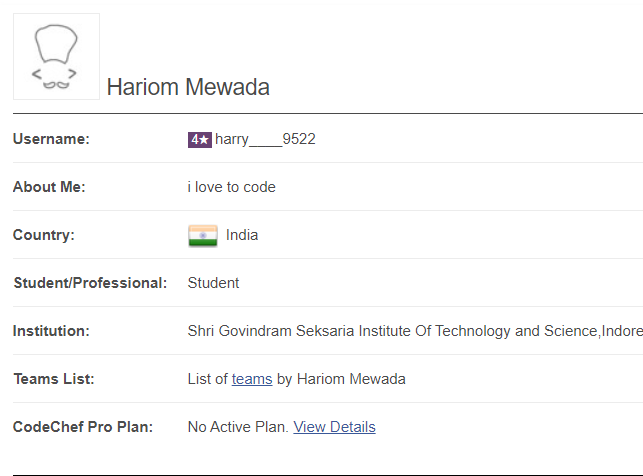 Hariom Mewada
Username: 4★ harry____9522
About Me: i love to code
Country: India
Student/Professional: Student
Institution: Shri Govindram Seksaria Institute Of Technology and Science,Indore
Teams List: List of teams by Hariom Mewada
CodeChef Pro Plan: No Active Plan. View Details